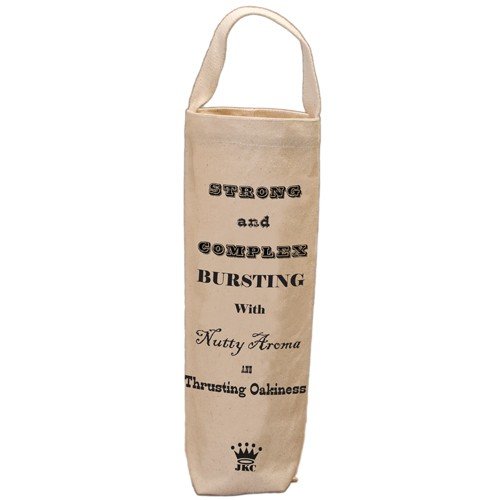 STRONG
and
COMPLEX
BURSTING
With
Nutty Aroma
AND
Thrusting Oakiness
JKC